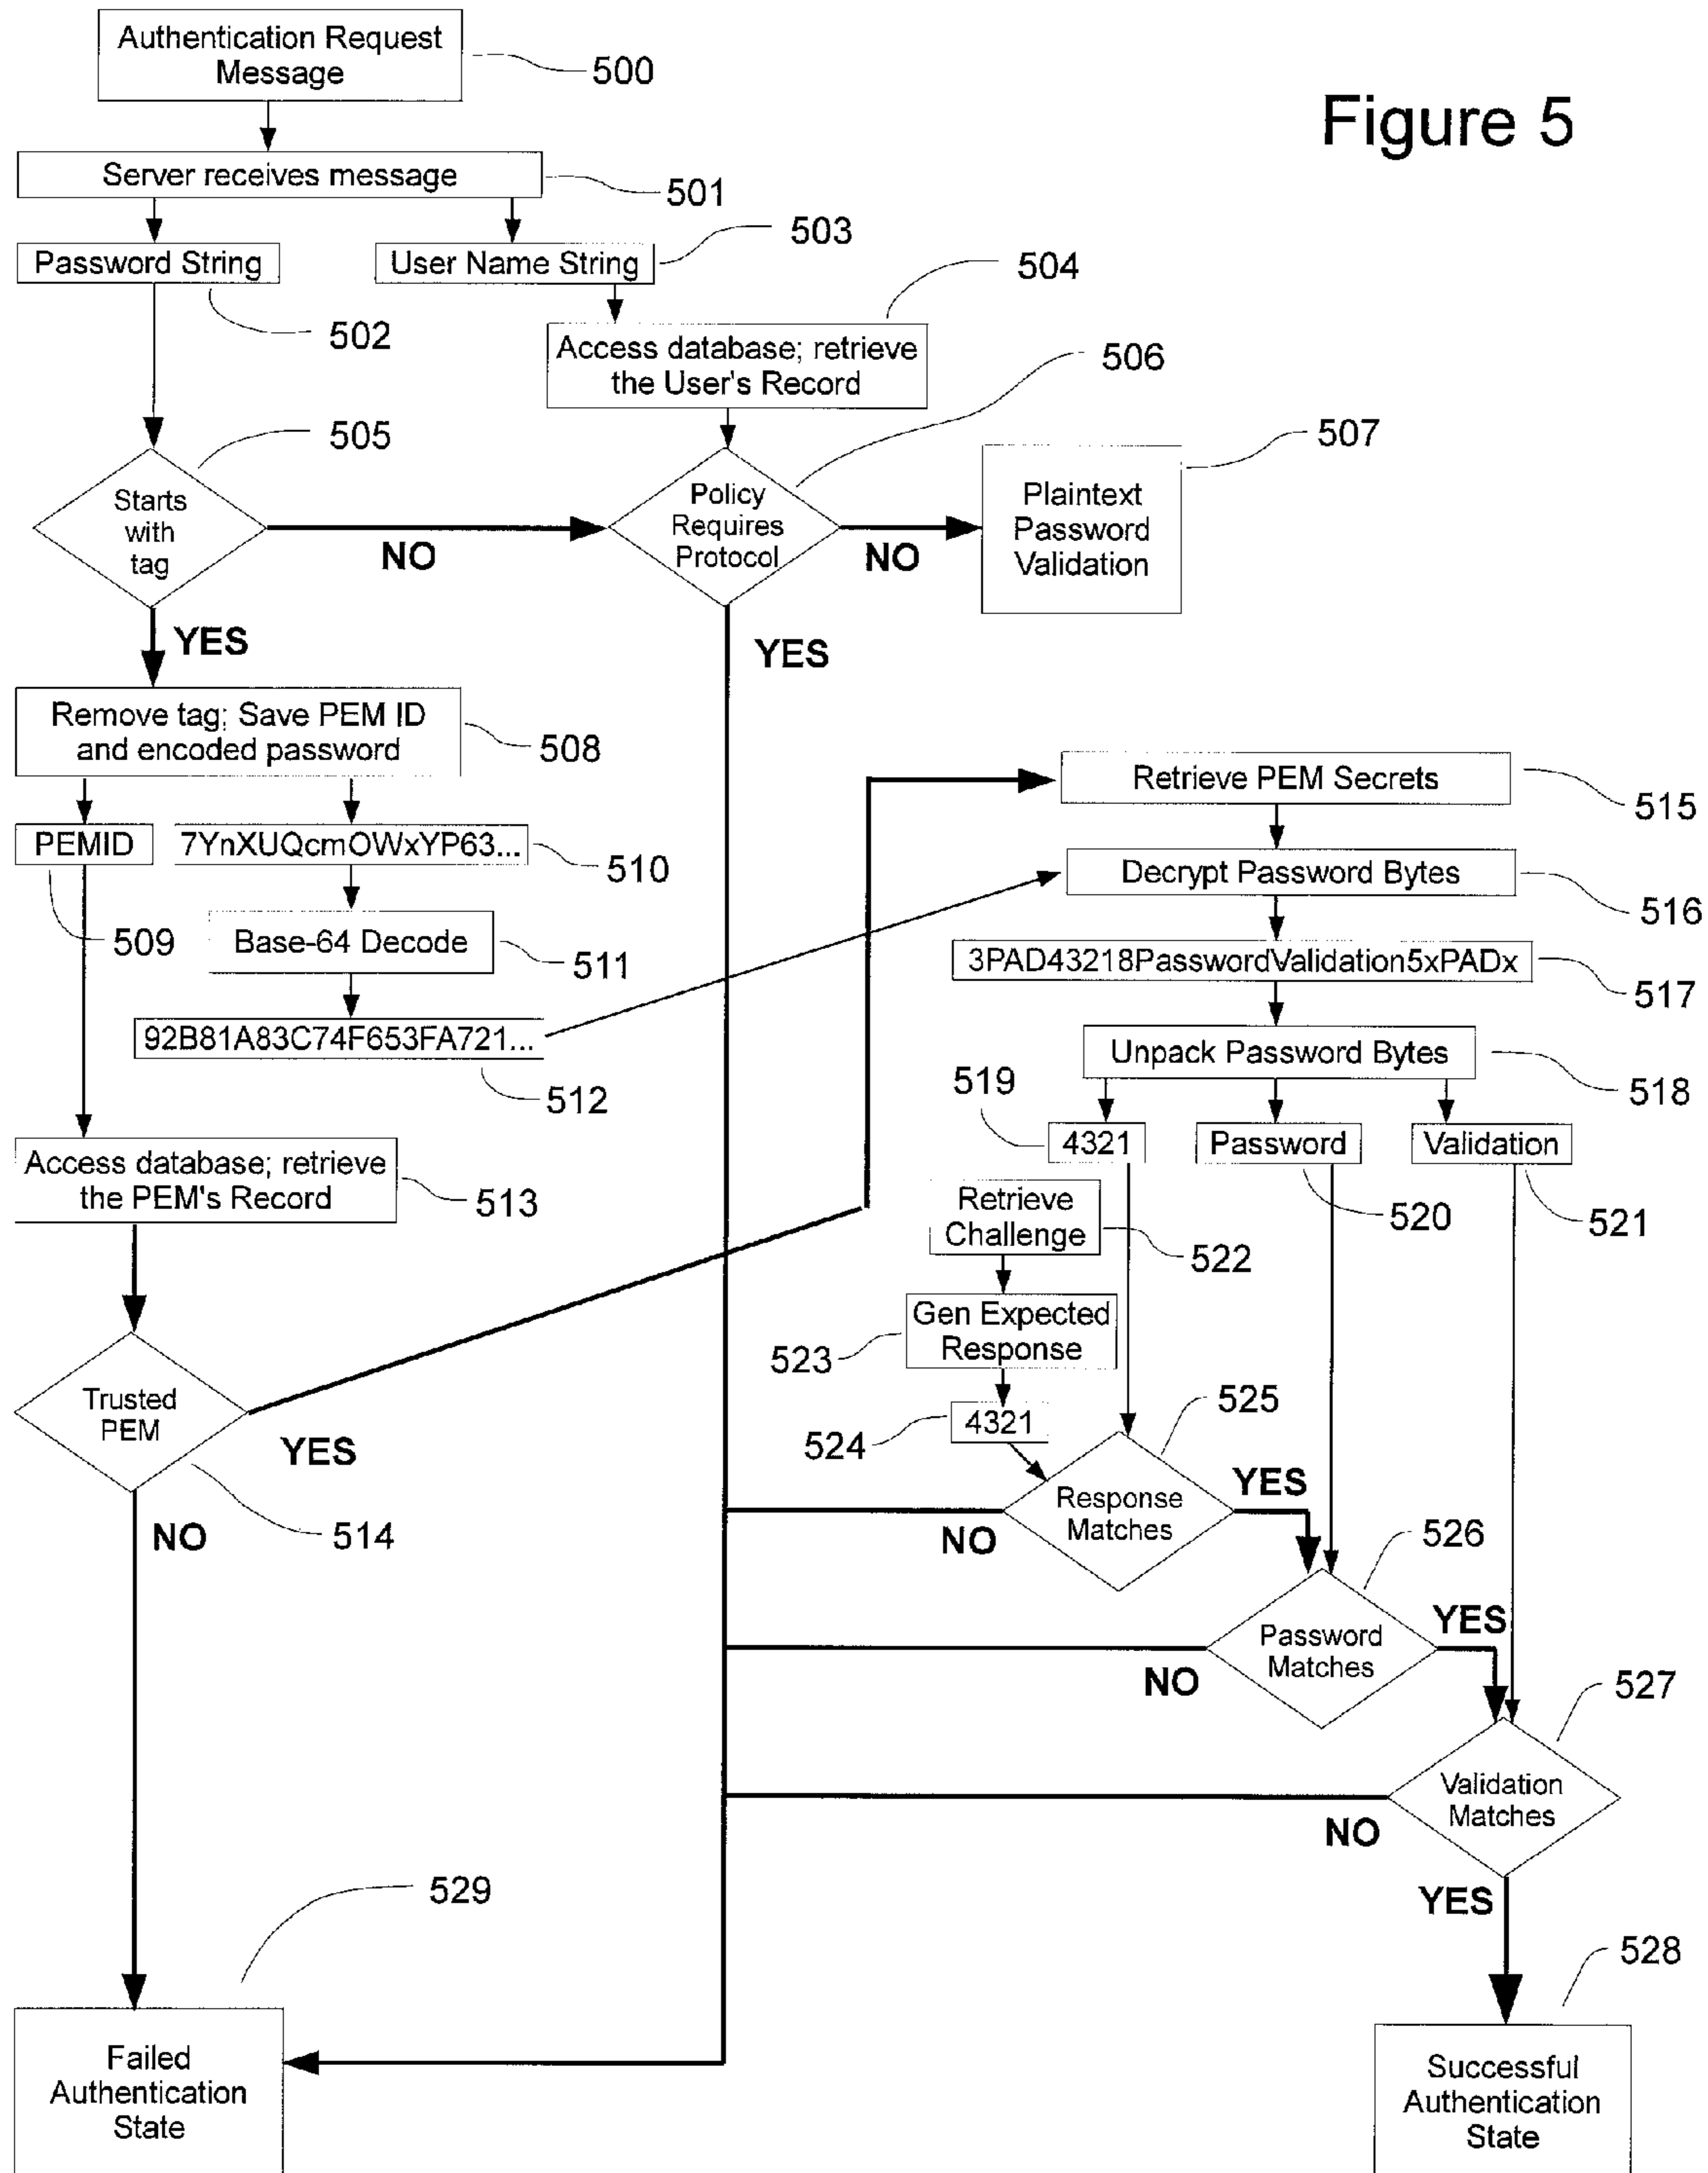 Authentication Request
Message
500
Figure 5
Server receives message
501
Password String
User Name String
503
502
504
Access database; retrieve
the User's Record
506
505
507
Starts
with
tag
NO
Policy
Requires
Protocol
NO
Plaintext
Password
Validation
YES
YES
Remove tag; Save PEM ID
and encoded password
508
Retrieve PEM Secrets
515
PEMID
7YnXUQcmOWxYP63...
510
Decrypt Password Bytes
516
509
Base-64 Decode
511
3PAD43218PasswordValidation5xPADx
517
92B81A83C74F653FA721...
512
Unpack Password Bytes
518
519
4321
Password
Validation
520
521
Access database; retrieve
the PEM's Record
513
Retrieve
Challenge
522
Gen Expected
Response
523
4321
524
525
Trusted
PEM
YES
514
NO
Response
Matches
YES
NO
526
Password
Matches
YES
NO
527
Validation
Matches
NO
YES
529
528
Failed
Authentication
State
Successful
Authentication
State